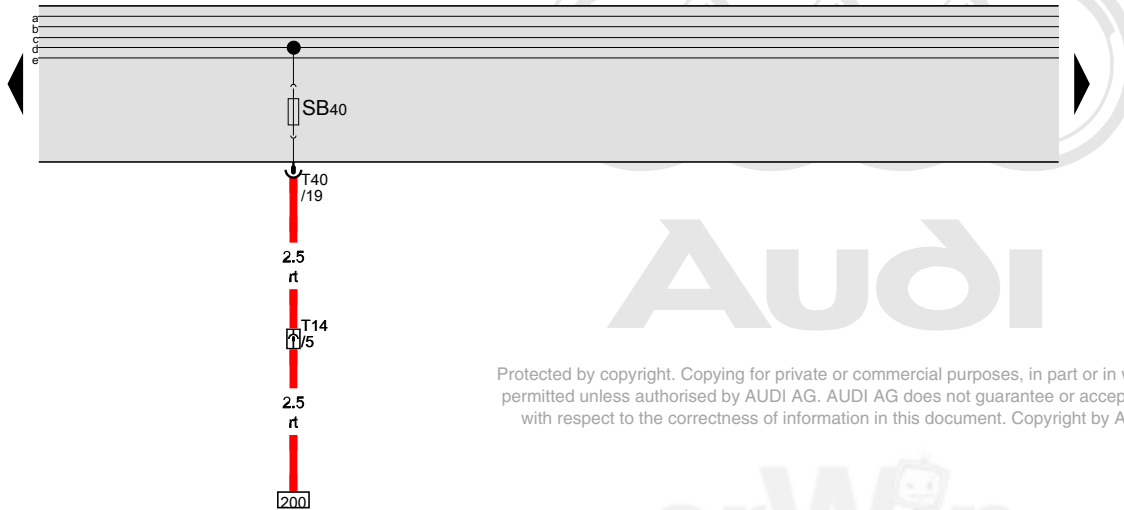 a
b
c
d
e
SB40
T40
/19
2.5
rt
T14
/5
2.5
rt
200
Audi
Protected by copyright. Copying for private or commercial purposes, in part or in
permitted unless authorised by AUDI AG. AUDI AG does not guarantee or accep
with respect to the correctness of information in this document. Copyright by A